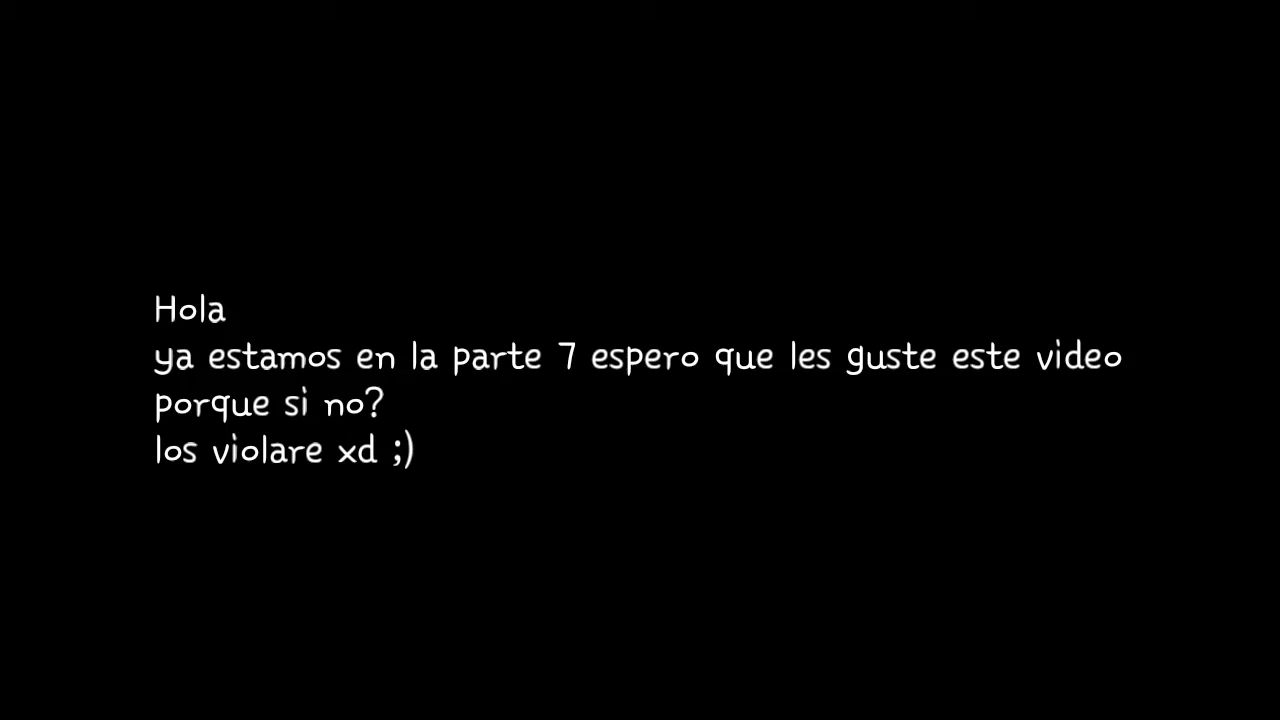 Hola
ya estamos en la parte 7 espero que les guste este video
porque si no?
los violare xd ;)